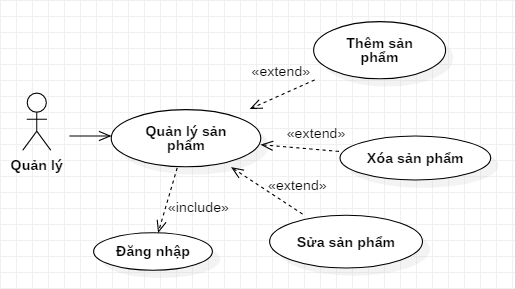 Thêm sản
phẩm
«extend»
Quản lý sản
phẩm
«extend»
Xóa sản phẩm
Quản lý
«extend»
«include»
Sửa sản phẩm
Đăng nhập